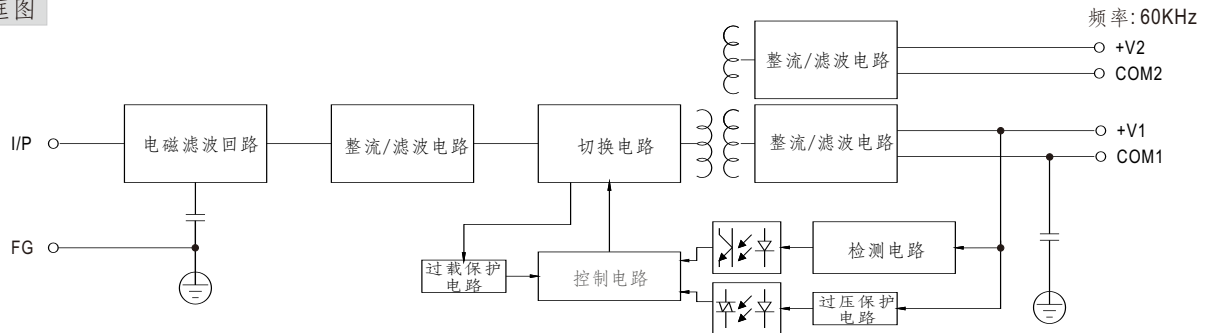 框图
频率: 60KHz
整流/滤波电路
+V2
COM2
I/P
电磁滤波回路
整流/滤波电路
切换电路
整流/滤波电路
+V1
COM1
FG
过载保护
电路
控制电路
检测电路
过压保护
电路